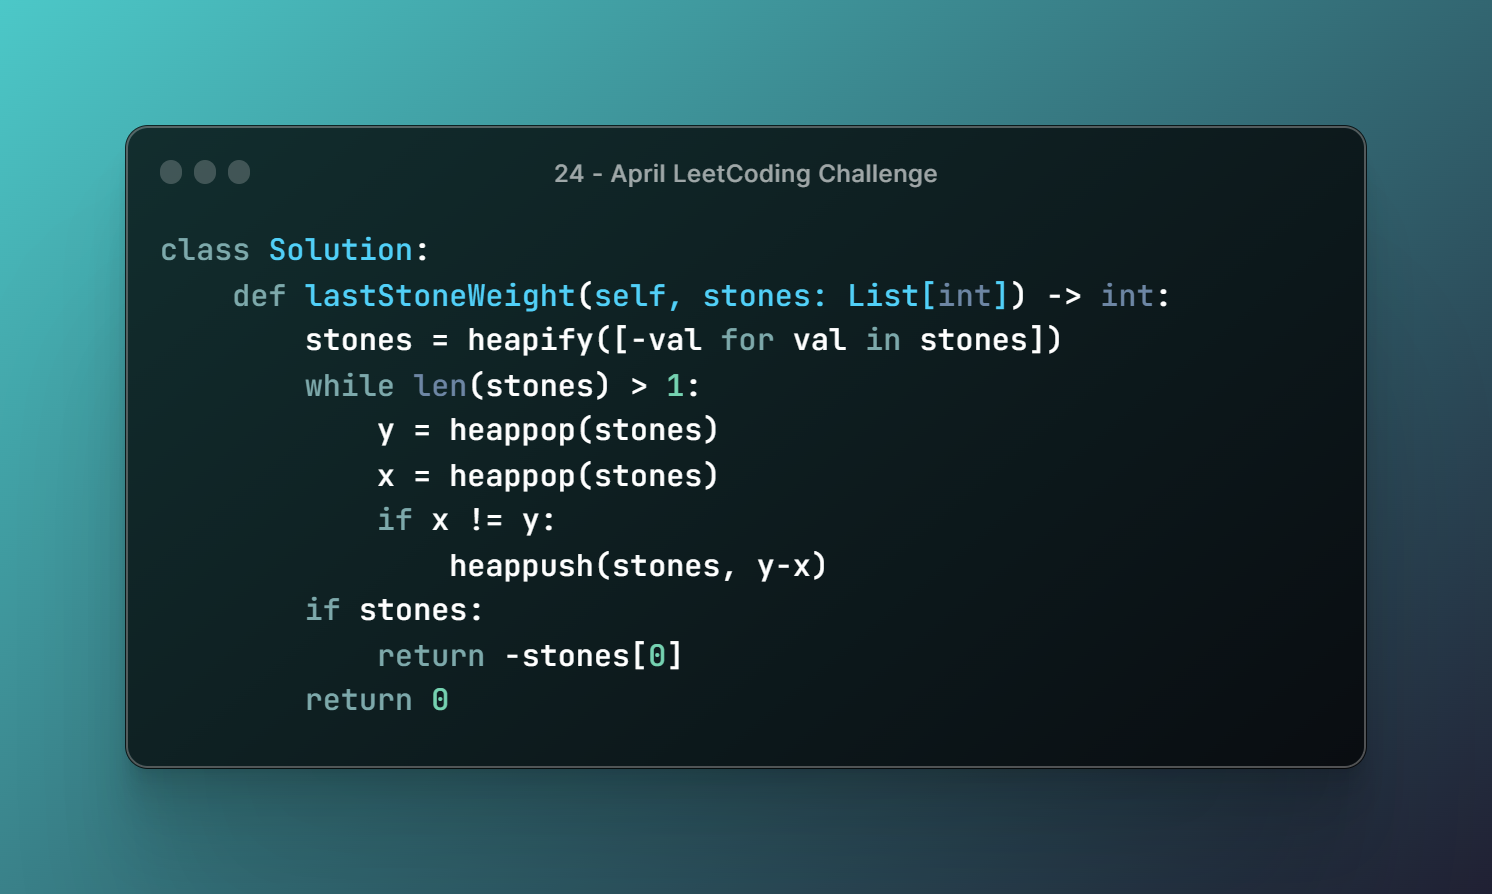 24 - April LeetCoding Challenge
class Solution:
    def lastStoneWeight(self, stones: List[int]) -> int:
        stones = heapify([-val for val in stones])
        while len(stones) > 1:
            y = heappop(stones)
            x = heappop(stones)
            if x != y:
                heappush(stones, y-x)
        if stones:
            return -stones[0]
        return 0